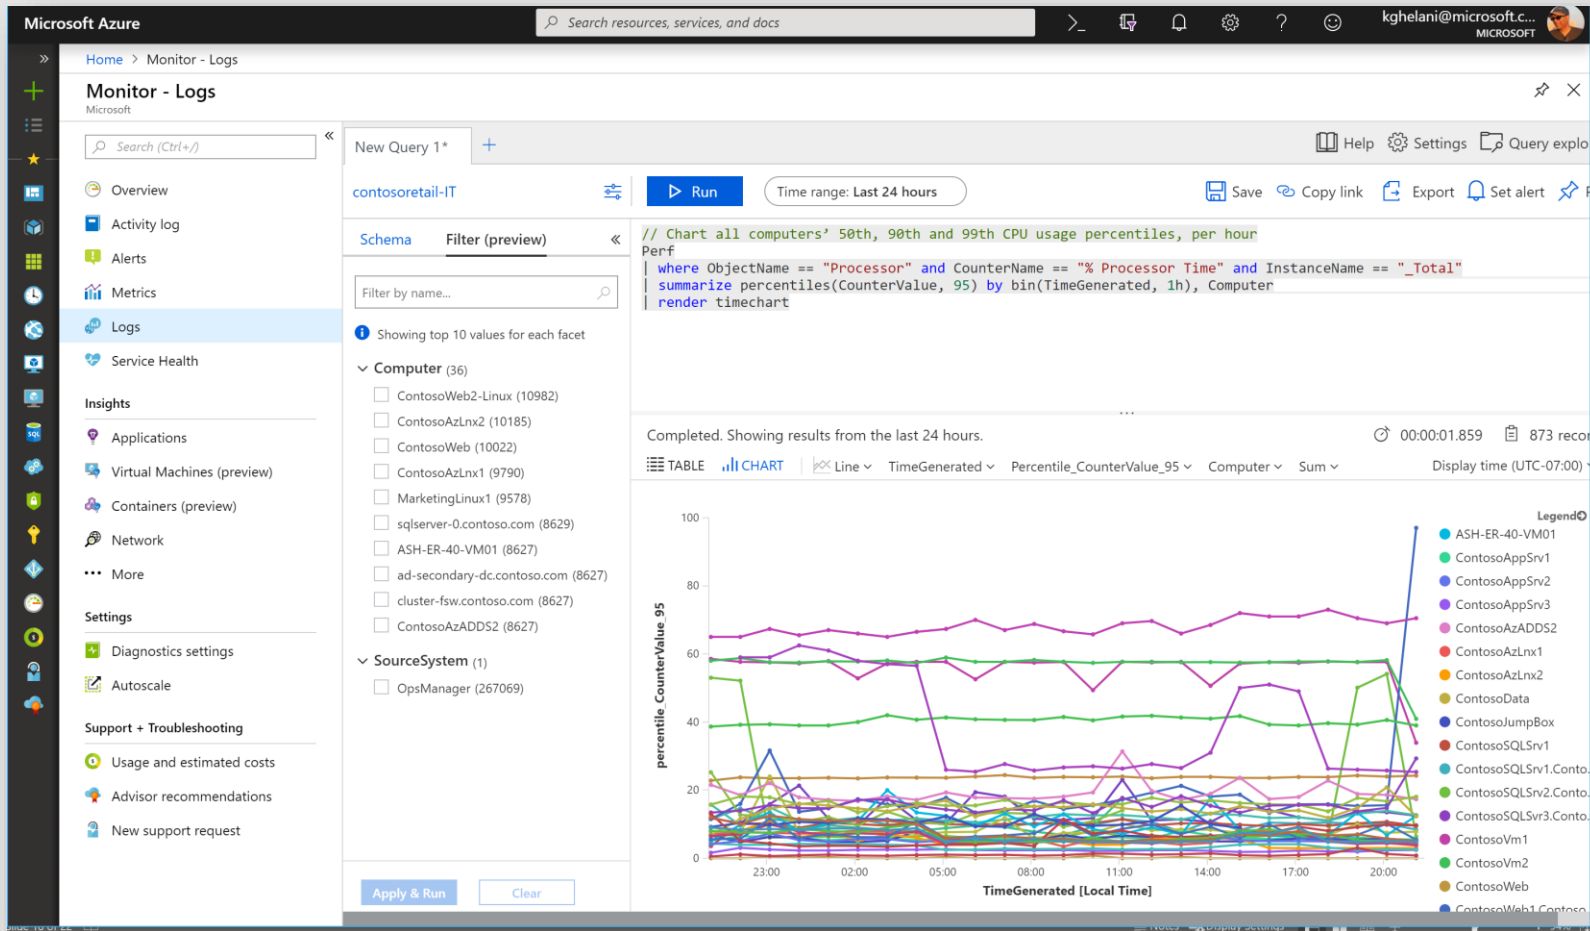 Microsoft Azure
Search resources, services, and docs
kghelani@microsoft.c...
MICROSOFT
Home > Monitor - Logs
Monitor - Logs
Microsoft
Search (Ctrl+/)
Overview
Activity log
Alerts
Metrics
Logs
Service Health
Insights
Applications
Virtual Machines (preview)
Containers (preview)
Network
More
Settings
Diagnostics settings
Autoscale
Support + Troubleshooting
Usage and estimated costs
Advisor recommendations
New support request
New Query 1*
Help
Settings
Query explo
contosoretail-IT
Run
Time range: Last 24 hours
Save
Copy link
Export
Set alert
Schema
Filter (preview)
Filter by name...
Showing top 10 values for each facet
Computer (36)
ContosoWeb2-Linux (10982)
ContosoAzLnx2 (10185)
ContosoWeb (10022)
ContosoAzLnx1 (9790)
MarketingLinux1 (9578)
sqlserver-0.contoso.com (8629)
ASH-ER-40-VM01 (8627)
ad-secondary-dc.contoso.com (8627)
cluster-fsw.contoso.com (8627)
ContosoAzADDS2 (8627)
SourceSystem (1)
OpsManager (267069)
Apply & Run
Clear
// Chart all computers’ 50th, 90th and 99th CPU usage percentiles, per hour
Perf
| where ObjectName == "Processor" and CounterName == "% Processor Time" and InstanceName == "_Total"
| summarize percentiles(CounterValue, 95) by bin(TimeGenerated, 1h), Computer
| render timechart
Completed. Showing results from the last 24 hours.
00:00:01.859
873 recor
TABLE
CHART
Line
TimeGenerated
Percentile_CounterValue_95
Computer
Sum
Display time (UTC-07:00)
percentile_CounterValue_95
100
80
60
40
20
0
23:00
02:00
05:00
08:00
11:00
14:00
17:00
20:00
TimeGenerated [Local Time]
Legend
ASH-ER-40-VM01
ContosoAppSrv1
ContosoAppSrv2
ContosoAppSrv3
ContosoAzADDS2
ContosoAzLnx1
ContosoAzLnx2
ContosoData
ContosoJumpBox
ContosoSQLSrv1
ContosoSQLSrv1.Conto.
ContosoSQLSrv2.Conto.
ContosoSQLSvr3.Conto.
ContosoVm1
ContosoVm2
ContosoWeb
ContosoWeb1.Contoso